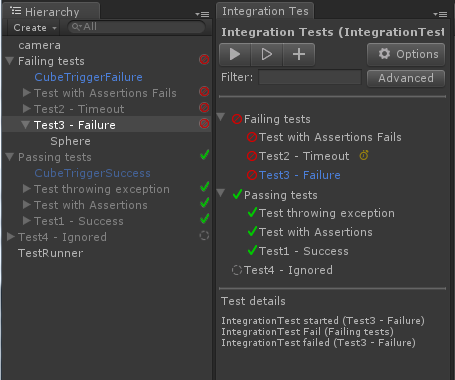 Hierarchy
Create
All
camera
Failing tests
CubeTriggerFailure
Test with Assertions Fails
Test2 - Timeout
Test3 - Failure
Sphere
Passing tests
CubeTriggerSuccess
Test throwing exception
Test with Assertions
Test1 - Success
Test4 - Ignored
TestRunner
Integration Tes
Integration Tests (IntegrationTest
Options
Filter:
Advanced
Failing tests
Test with Assertions Fails
Test2 - Timeout
Test3 - Failure
Passing tests
Test throwing exception
Test with Assertions
Test1 - Success
Test4 - Ignored
Test details
IntegrationTest started (Test3 - Failure)
IntegrationTest Fail (Failing tests)
IntegrationTest failed (Test3 - Failure)